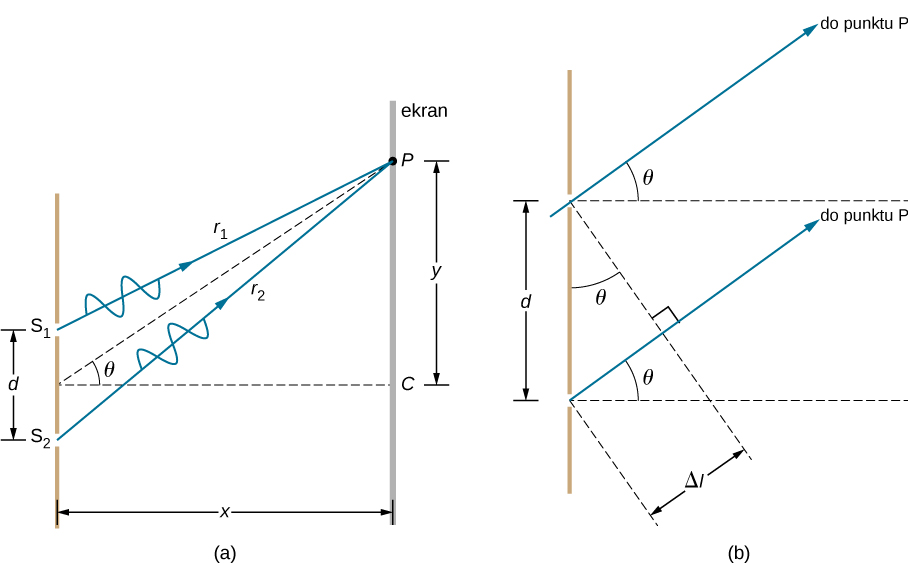 ekran
P
r1
r2
y
S1
d
θ
C
S2
x
(a)
do punktu P
θ
do punktu P
d
θ
θ
Δl
(b)